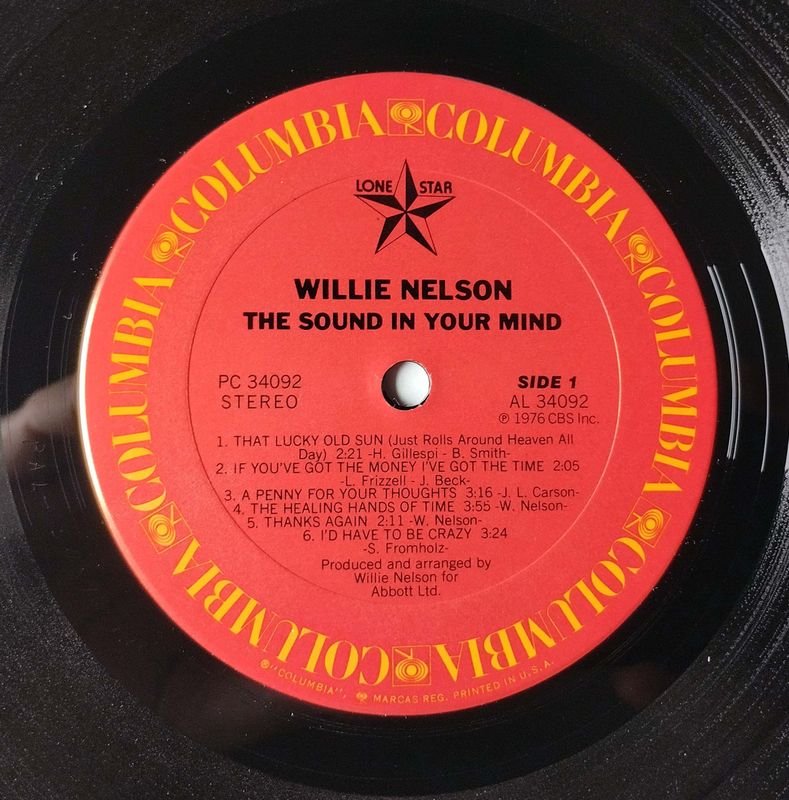 COLUMBIA COLUMBIA COLUMBIA COLUMBIA COLUMBIA COLUMBIA COLUMBIA COLUMBIA
LONE STAR
WILLIE NELSON
THE SOUND IN YOUR MIND
PC 34092
STEREO
SIDE 1
AL 34092
℗ 1976 CBS Inc.
1. THAT LUCKY OLD SUN (Just Rolls Around Heaven All
Day) 2:21 -H. Gillespi - B. Smith-
2. IF YOU'VE GOT THE MONEY I'VE GOT THE TIME 2:05
-L. Frizzell - J. Beck-
3. A PENNY FOR YOUR THOUGHTS 3:16 -J. L. Carson-
4. THE HEALING HANDS OF TIME 3:55 -W. Nelson-
5. THANKS AGAIN 2:11 -W. Nelson-
6. I'D HAVE TO BE CRAZY 3:24
-S. Fromholz-
Produced and arranged by
Willie Nelson for
Abbott Ltd.
® "COLUMBIA", MARCAS REG. PRINTED IN U.S.A.